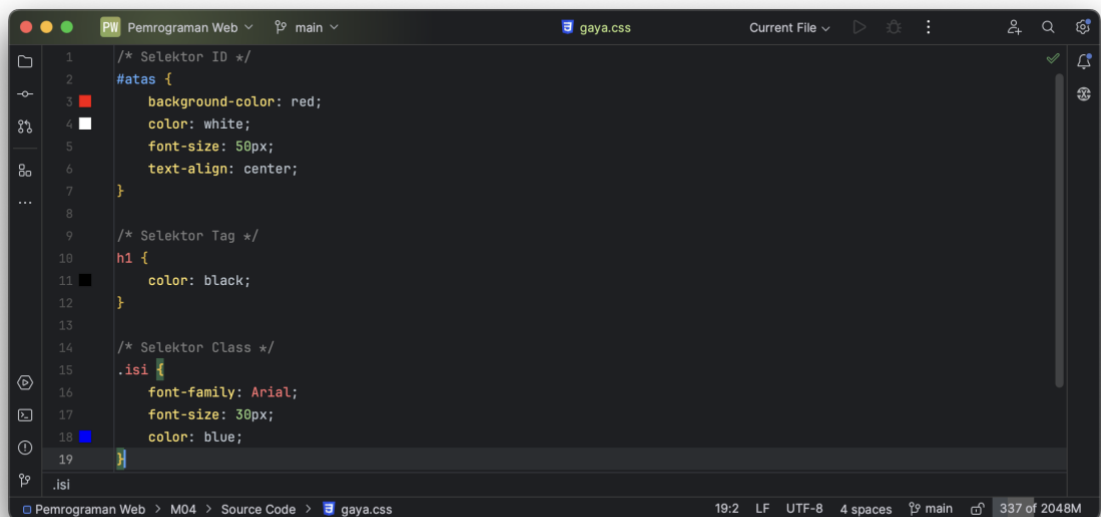 PW Pemrograman Web main gaya.css Current File
1 /* Selektor ID */
2 #atas {
3 background-color: red;
4 color: white;
5 font-size: 50px;
6 text-align: center;
7 }
8
9 /* Selektor Tag */
10 h1 {
11 color: black;
12 }
13
14 /* Selektor Class */
15 .isi {
16 font-family: Arial;
17 font-size: 30px;
18 color: blue;
19 }
.isi
Pemrograman Web > M04 > Source Code > gaya.css 19:2 LF UTF-8 4 spaces main 337 of 2048M